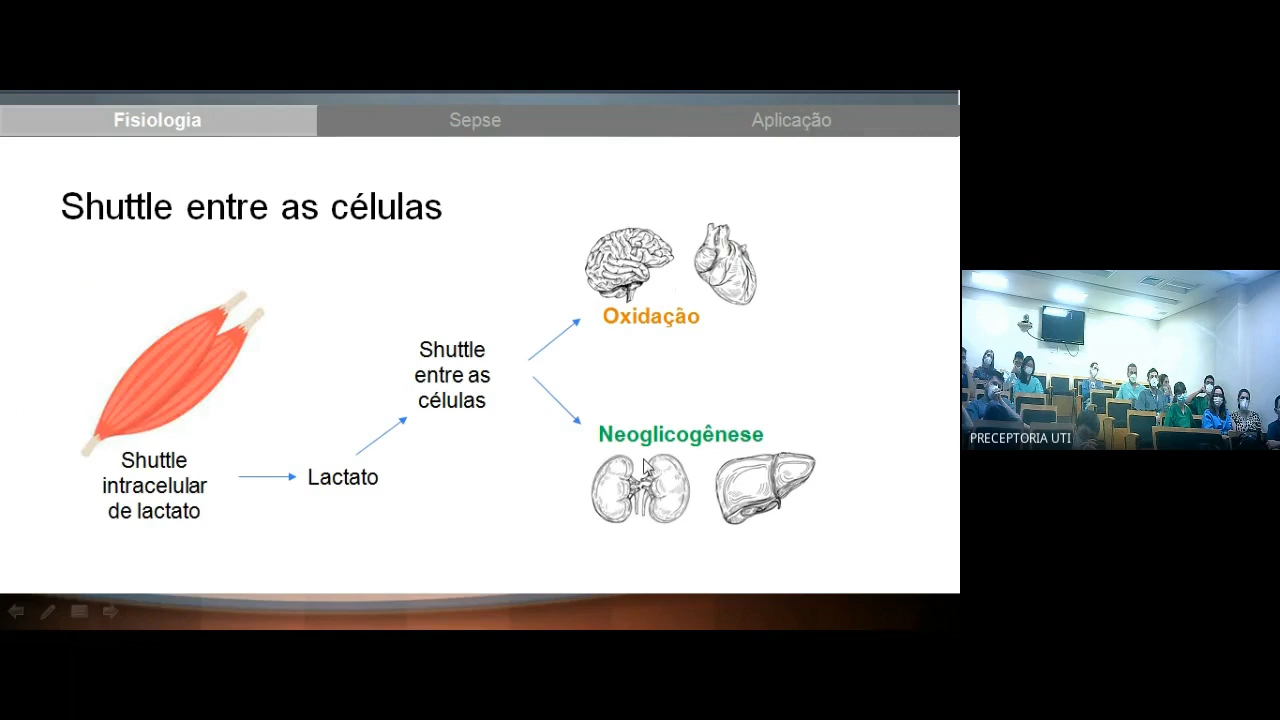 Fisiologia
Sepse
Aplicação
Shuttle entre as células
Oxidação
Shuttle
entre as
células
Neoglicogênese
Shuttle
intracelular
de lactato
Lactato
PRECEPTORIA UTI